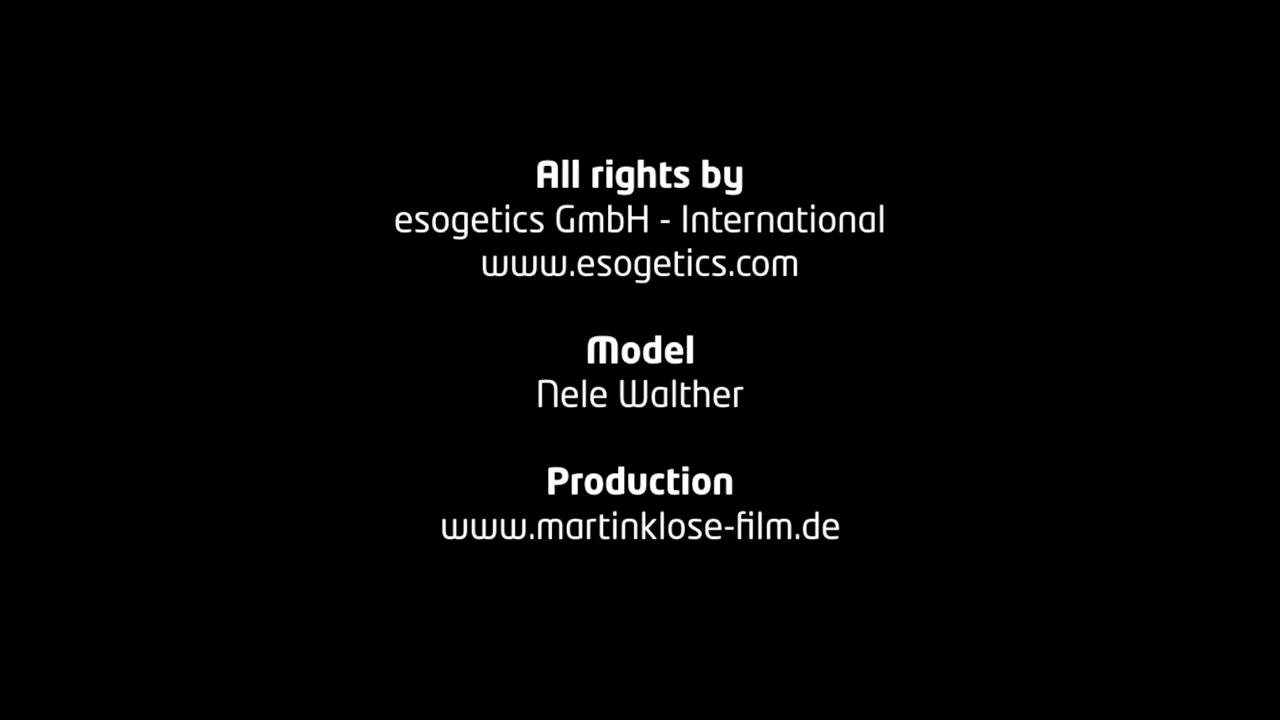 All rights by
esogetics GmbH - International
www.esogetics.com
Model
Nele Walther
Production
www.martinklose-film.de